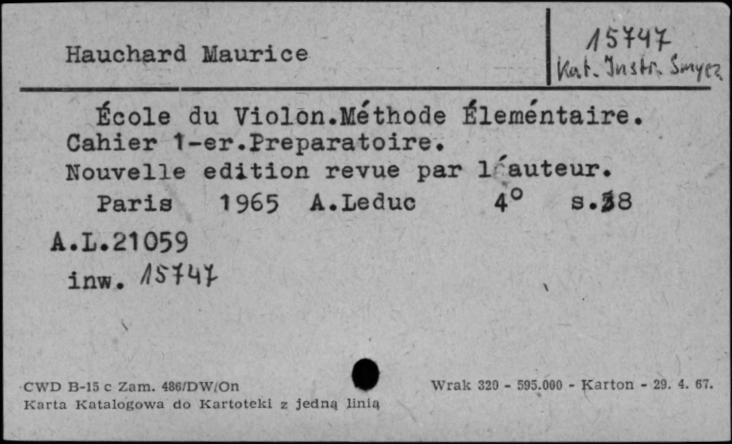 Hauchard Maurice
15747
Kat. Instr. Smycz
École du Violon.Méthode Éleméntaire.
Cahier 1-er.Preparatoire.
Nouvelle edition revue par l´auteur.
Paris 1965 A.Leduc 4° s.38
A.L.21059
inw. 15747
CWD B-15 c Zam. 486/DW/On
Wrak 320 - 595.000 - Karton - 29. 4. 67.
Karta Katalogowa do Kartoteki z jedną linią